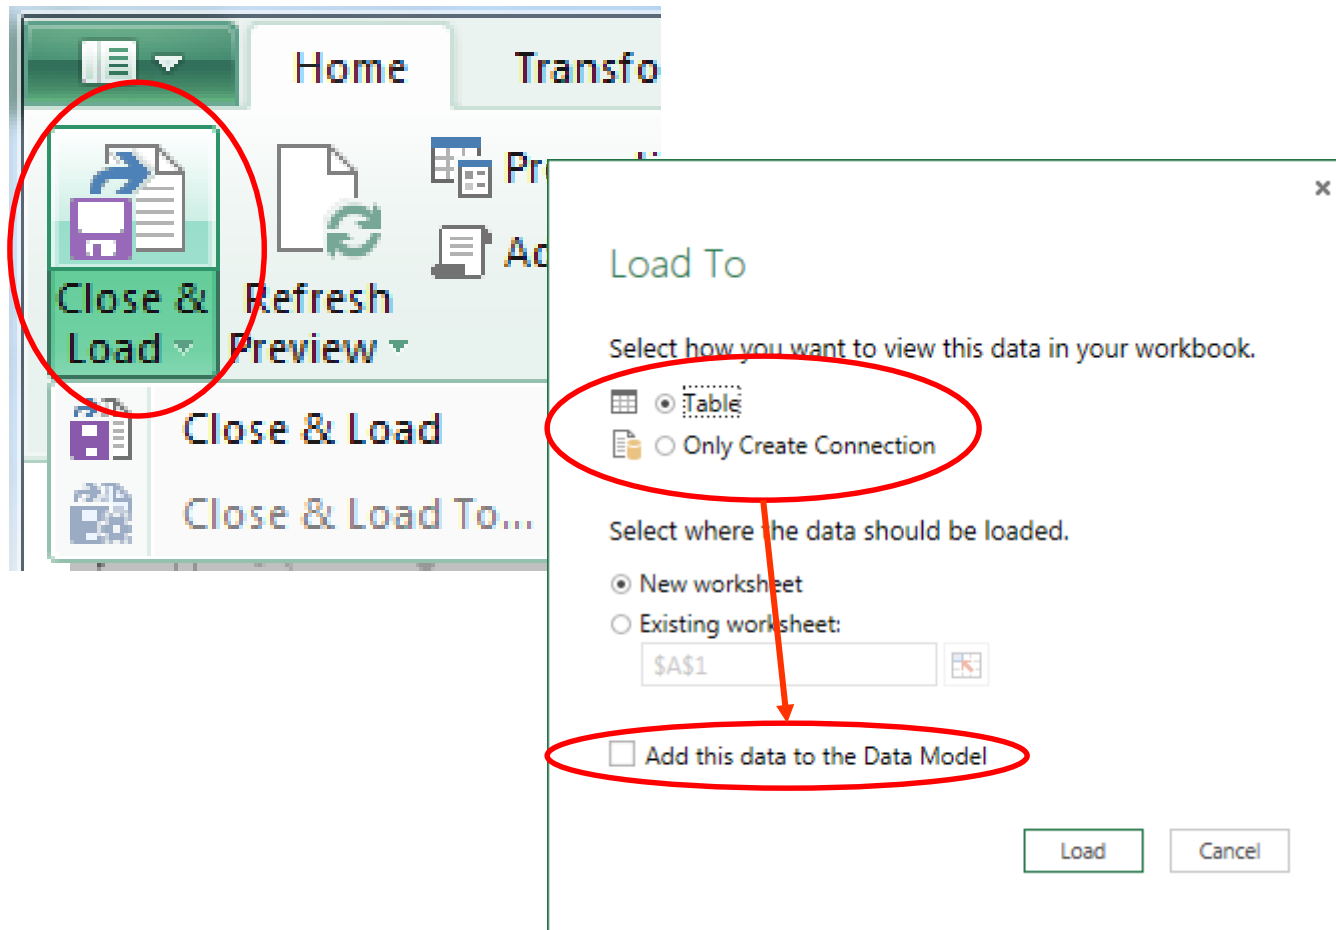 Home
Transfo
Close &
Load
Refresh
Preview
Close & Load
Close & Load To...
Load To
Select how you want to view this data in your workbook.
Table
Only Create Connection
Select where the data should be loaded.
New worksheet
Existing worksheet:
$A$1
Add this data to the Data Model
Load
Cancel